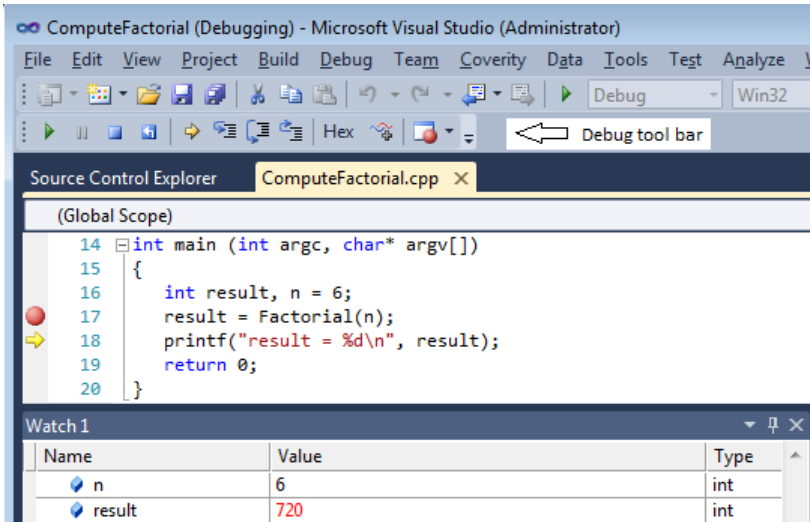 ComputeFactorial (Debugging) - Microsoft Visual Studio (Administrator)
File Edit View Project Build Debug Team Coverity Data Tools Test Analyze
Debug Win32
Hex Debug tool bar
Source Control Explorer ComputeFactorial.cpp
(Global Scope)
14 int main (int argc, char* argv[])
15 {
16 int result, n = 6;
17 result = Factorial(n);
18 printf("result = %d\n", result);
19 return 0;
20 }
Watch 1
Name Value Type
n 6 int
result 720 int